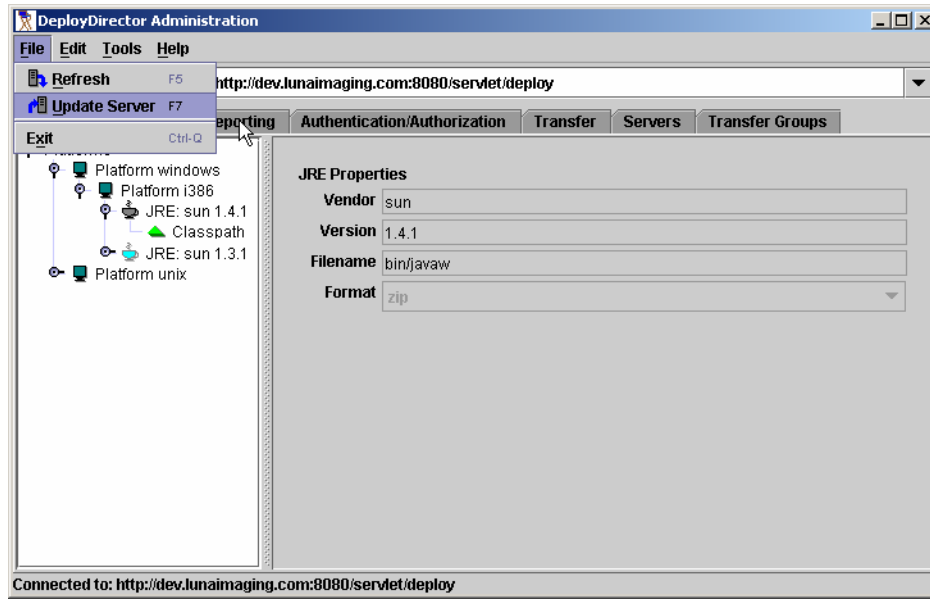 DeployDirector Administration
File Edit Tools Help
Refresh F5
http://dev.lunaimaging.com:8080/servlet/deploy
Update Server F7
eporting Authentication/Authorization Transfer Servers Transfer Groups
Exit Ctrl-Q
Platform windows
Platform i386
JRE: sun 1.4.1
Classpath
JRE: sun 1.3.1
Platform unix
JRE Properties
Vendor sun
Version 1.4.1
Filename bin/javaw
Format zip
Connected to: http://dev.lunaimaging.com:8080/servlet/deploy